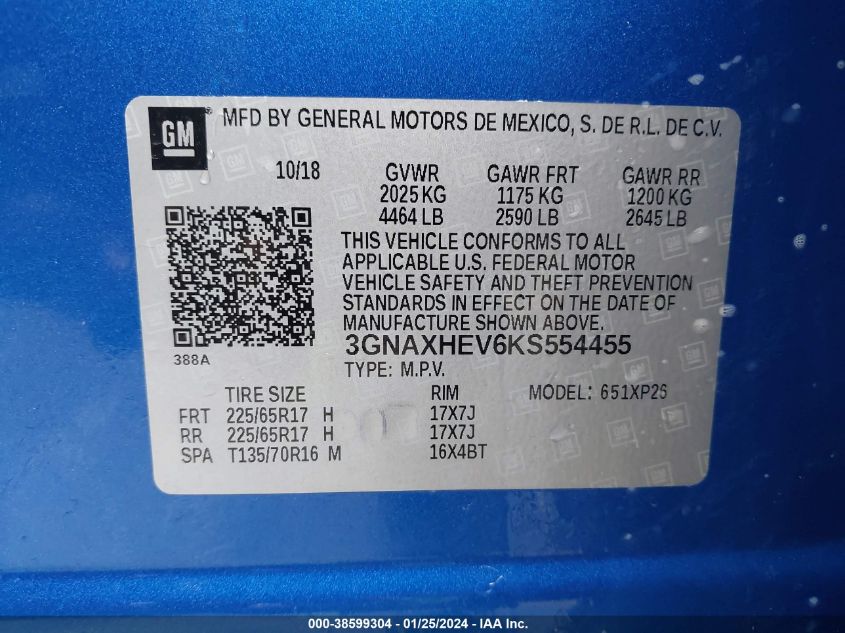 GM MFD BY GENERAL MOTORS DE MEXICO, S. DE R.L. DE C.V.
10/18 GVWR GAWR FRT GAWR RR
2025 KG 1175 KG 1200 KG
4464 LB 2590 LB 2645 LB
THIS VEHICLE CONFORMS TO ALL
APPLICABLE U.S. FEDERAL MOTOR
VEHICLE SAFETY AND THEFT PREVENTION
STANDARDS IN EFFECT ON THE DATE OF
MANUFACTURE SHOWN ABOVE.
3GNAXHEV6KS554455
388A
TYPE: M.P.V.
TIRE SIZE RIM MODEL: 651XP26
FRT 225/65R17 H 17X7J
RR 225/65R17 H 17X7J
SPA T135/70R16 M 16X4BT
000-38599304 / 01/25/2024 / IAA, Inc.